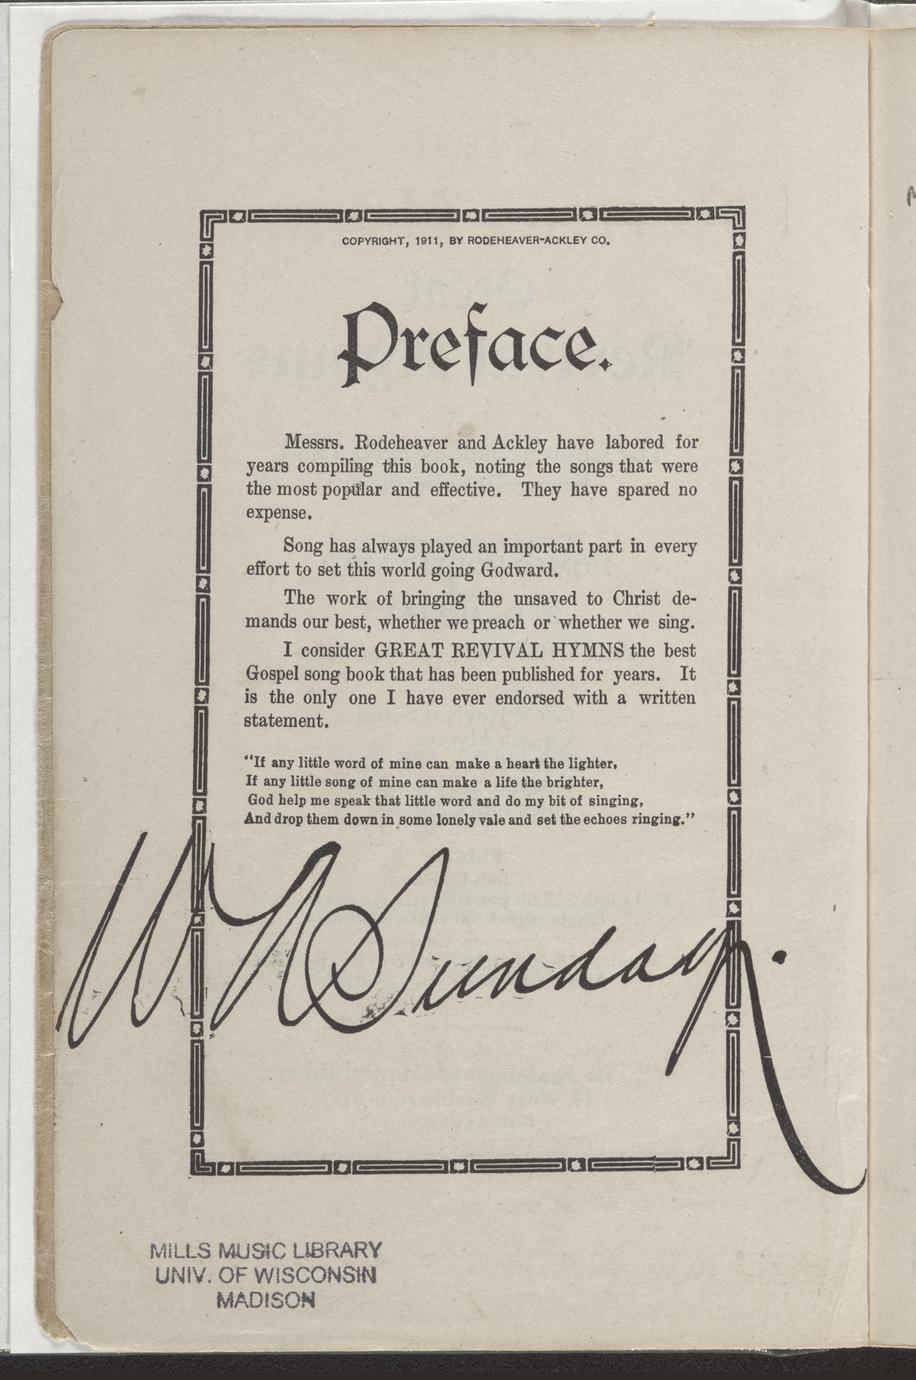 COPYRIGHT, 1911, BY RODEHEAVER-ACKLEY CO.
Preface.
Messrs. Rodeheaver and Ackley have labored for
years compiling this book, noting the songs that were
the most popular and effective. They have spared no
expense.
Song has always played an important part in every
effort to set this world going Godward.
The work of bringing the unsaved to Christ de-
mands our best, whether we preach or whether we sing.
I consider GREAT REVIVAL HYMNS the best
Gospel song book that has been published for years. It
is the only one I have ever endorsed with a written
statement.
"If any little word of mine can make a heart the lighter,
If any little song of mine can make a life the brighter,
God help me speak that little word and do my bit of singing,
And drop them down in some lonely vale and set the echoes ringing."
W A Sunday.
MILLS MUSIC LIBRARY
UNIV. OF WISCONSIN
MADISON